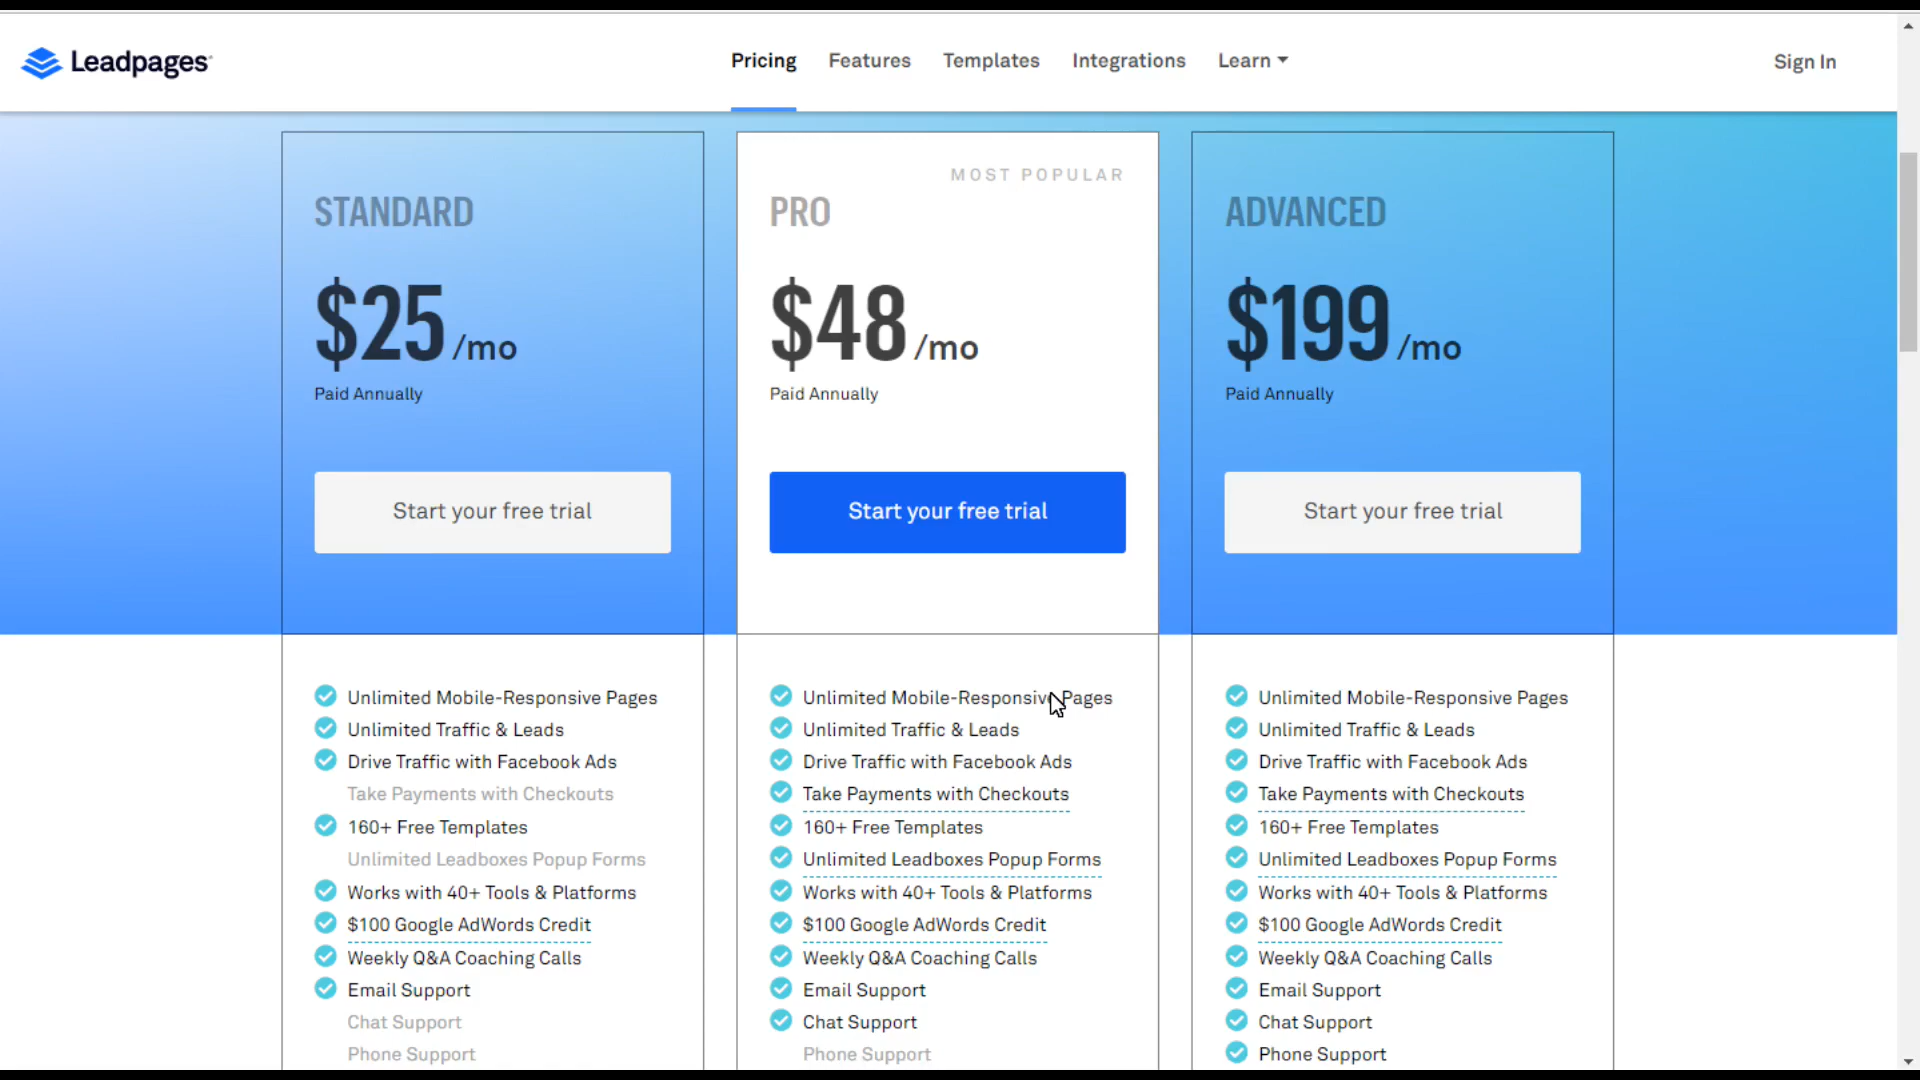 Leadpages
Pricing
Features
Templates
Integrations
Learn
Sign In
STANDARD
$25 /mo
Paid Annually
Start your free trial
Unlimited Mobile-Responsive Pages
Unlimited Traffic & Leads
Drive Traffic with Facebook Ads
Take Payments with Checkouts
160+ Free Templates
Unlimited Leadboxes Popup Forms
Works with 40+ Tools & Platforms
$100 Google AdWords Credit
Weekly Q&A Coaching Calls
Email Support
Chat Support
Phone Support
MOST POPULAR
PRO
$48 /mo
Paid Annually
Start your free trial
Unlimited Mobile-Responsive Pages
Unlimited Traffic & Leads
Drive Traffic with Facebook Ads
Take Payments with Checkouts
160+ Free Templates
Unlimited Leadboxes Popup Forms
Works with 40+ Tools & Platforms
$100 Google AdWords Credit
Weekly Q&A Coaching Calls
Email Support
Chat Support
Phone Support
ADVANCED
$199 /mo
Paid Annually
Start your free trial
Unlimited Mobile-Responsive Pages
Unlimited Traffic & Leads
Drive Traffic with Facebook Ads
Take Payments with Checkouts
160+ Free Templates
Unlimited Leadboxes Popup Forms
Works with 40+ Tools & Platforms
$100 Google AdWords Credit
Weekly Q&A Coaching Calls
Email Support
Chat Support
Phone Support